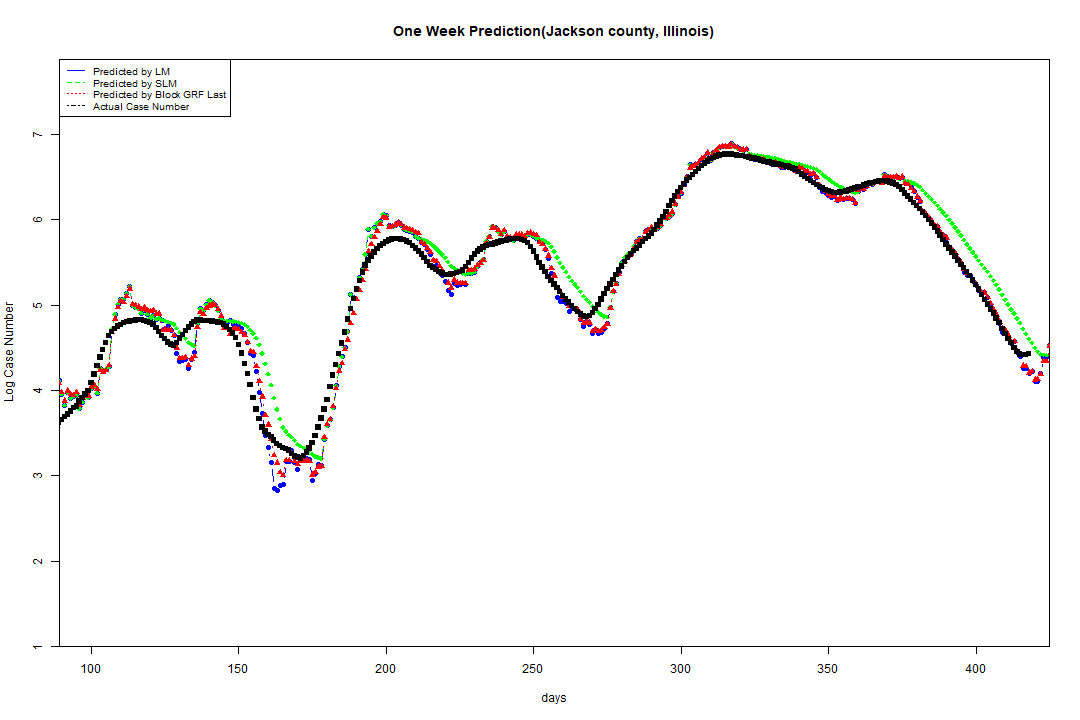 One Week Prediction(Jackson county, Illinois)
Predicted by LM
Predicted by SLM
Predicted by Block GRF Last
Actual Case Number
7
6
5
4
3
2
1
Log Case Number
100 150 200 250 300 350 400
days